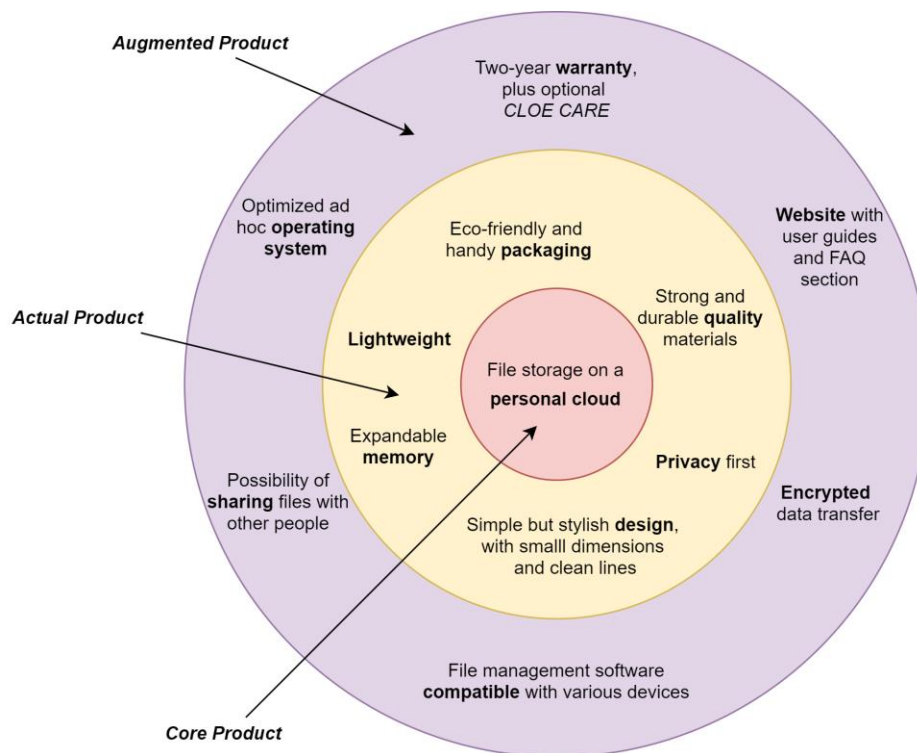 Augmented Product
Two-year warranty,
plus optional
CLOE CARE
Optimized ad
hoc operating
system
Website with
user guides
and FAQ
section
Eco-friendly and
handy packaging
Strong and
durable quality
materials
Actual Product
Lightweight
File storage on a
personal cloud
Expandable
memory
Privacy first
Possibility of
sharing files with
other people
Encrypted
data transfer
Simple but stylish design,
with smalll dimensions
and clean lines
File management software
compatible with various devices
Core Product